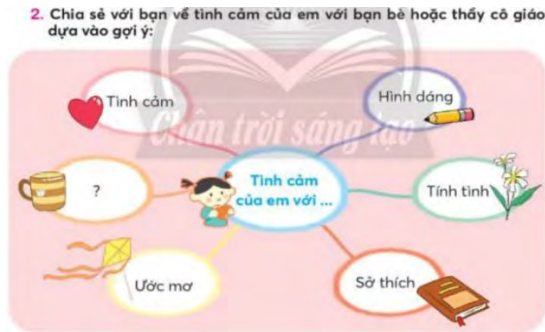 2. Chia sẻ với bạn về tình cảm của em với bạn bè hoặc thầy cô giáo
dựa vào gợi ý:
Tình cảm
Hình dáng
Chân trời sáng tạo
?
Tình cảm
của em với ...
Tính tình
Ước mơ
Sở thích